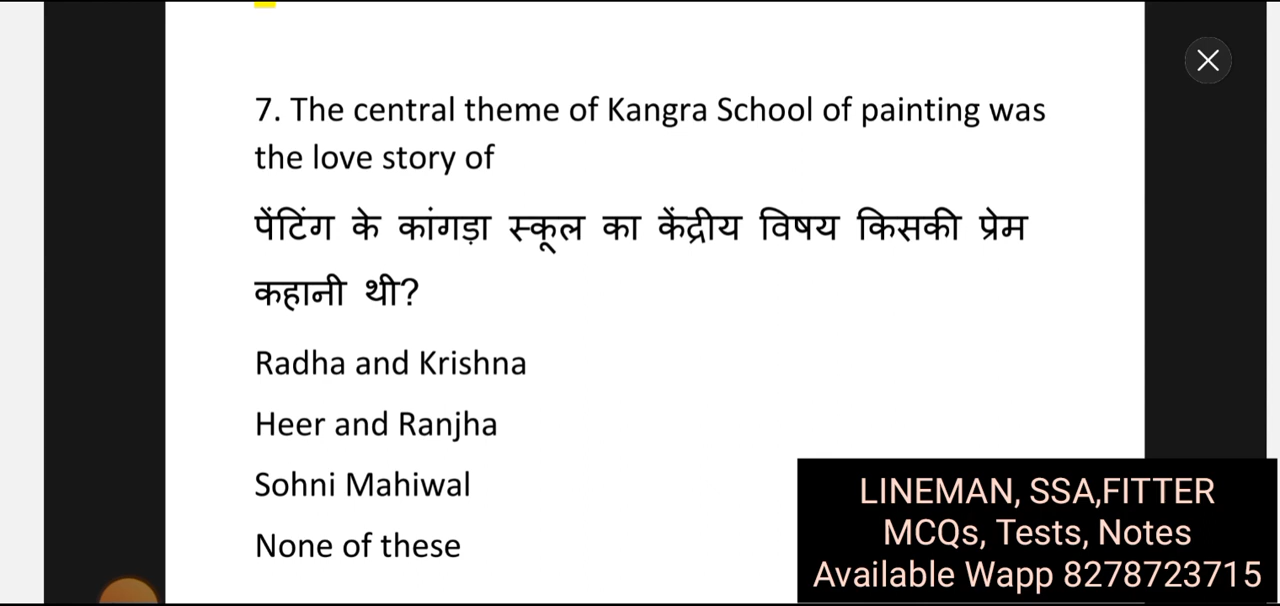 7. The central theme of Kangra School of painting was
the love story of
पेंटिंग के कांगड़ा स्कूल का केंद्रीय विषय किसकी प्रेम
कहानी थी?
Radha and Krishna
Heer and Ranjha
Sohni Mahiwal
None of these
LINEMAN, SSA,FITTER
MCQs, Tests, Notes
Available Wapp 8278723715